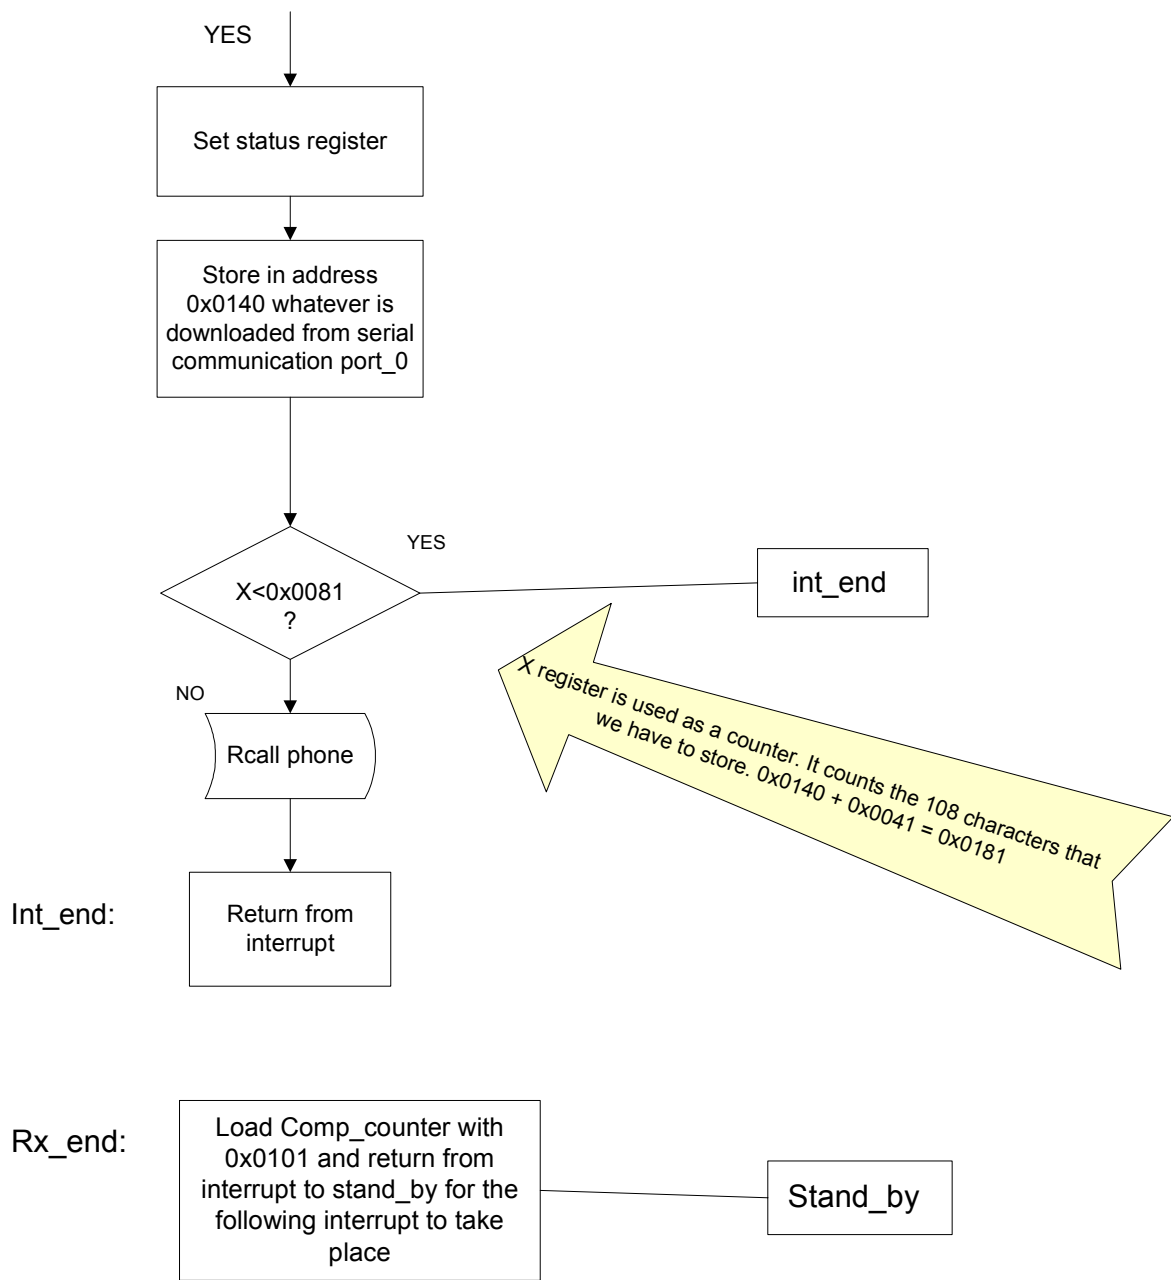 YES
Set status register
Store in address
0x0140 whatever is
downloaded from serial
communication port_0
YES
X<0x0081
?
int_end
X register is used as a counter. It counts the 108 characters that
we have to store. 0x0140 + 0x0041 = 0x0181
NO
Rcall phone
Int_end:
Return from
interrupt
Rx_end:
Load Comp_counter with
0x0101 and return from
interrupt to stand_by for the
following interrupt to take
place
Stand_by